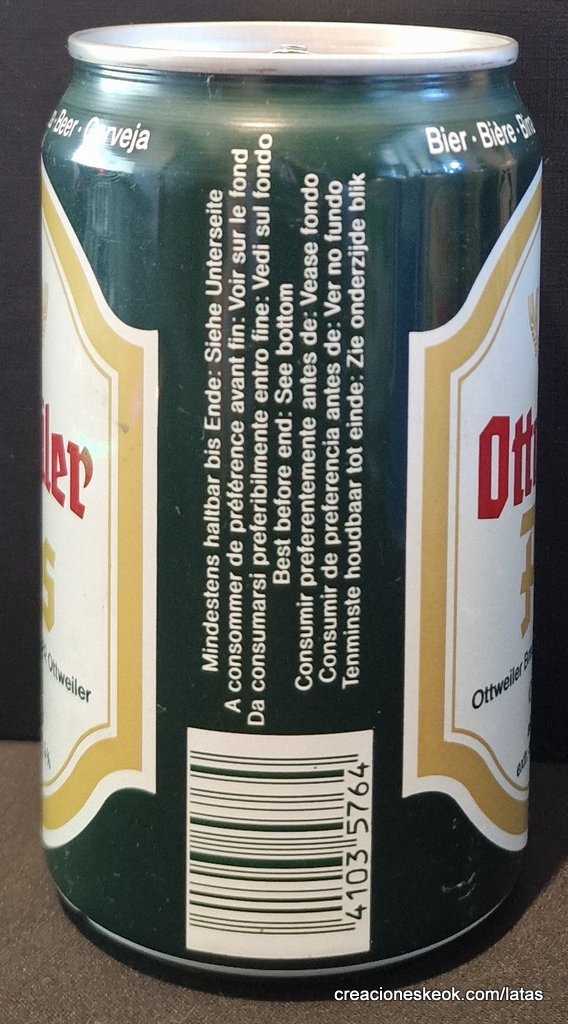 Beer · Cerveja
Bier · Bière ·
Mindestens haltbar bis Ende: Siehe Unterseite
A consommer de préférence avant fin: Voir sur le fond
Da consumarsi preferibilmente entro fine: Vedi sul fondo
Best before end: See bottom
Consumir preferentemente antes de: Vease fondo
Consumir de preferencia antes de: Ver no fundo
Tenminste houdbaar tot einde: Zie onderzijde blik
Ottweiler
Ottweiler
4103 5764
creacioneskeok.com/latas